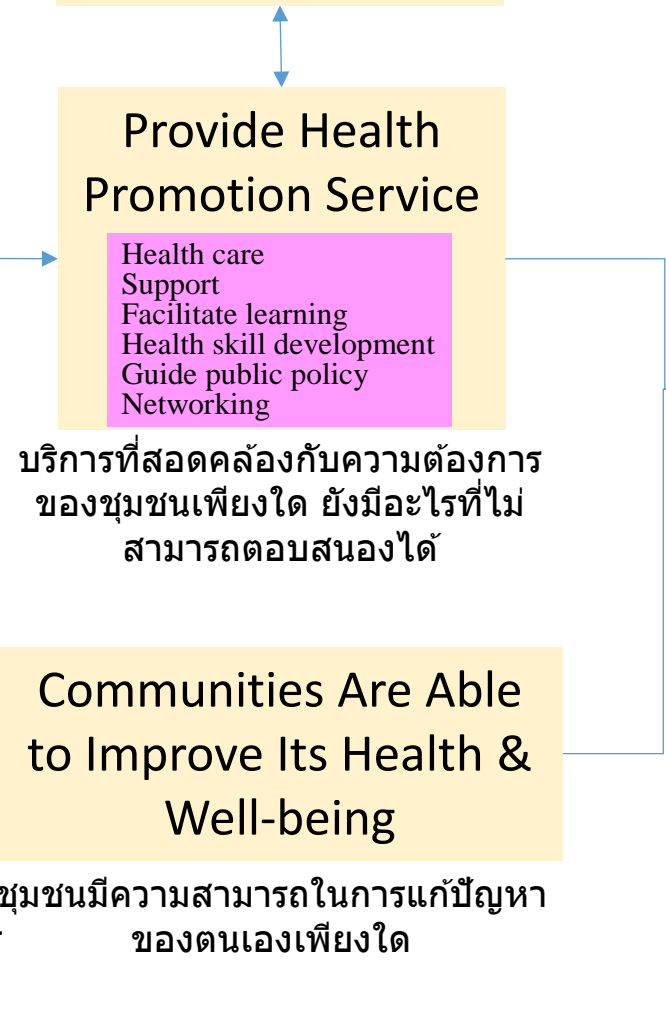 Provide Health
Promotion Service
Health care
Support
Facilitate learning
Health skill development
Guide public policy
Networking
บริการที่สอดคล้องกับความต้องการ
ของชุมชนเพียงใด ยังมีอะไรที่ไม่
สามารถตอบสนองได้
Communities Are Able
to Improve Its Health &
Well-being
ชุมชนมีความสามารถในการแก้ปัญหา
ของตนเองเพียงใด